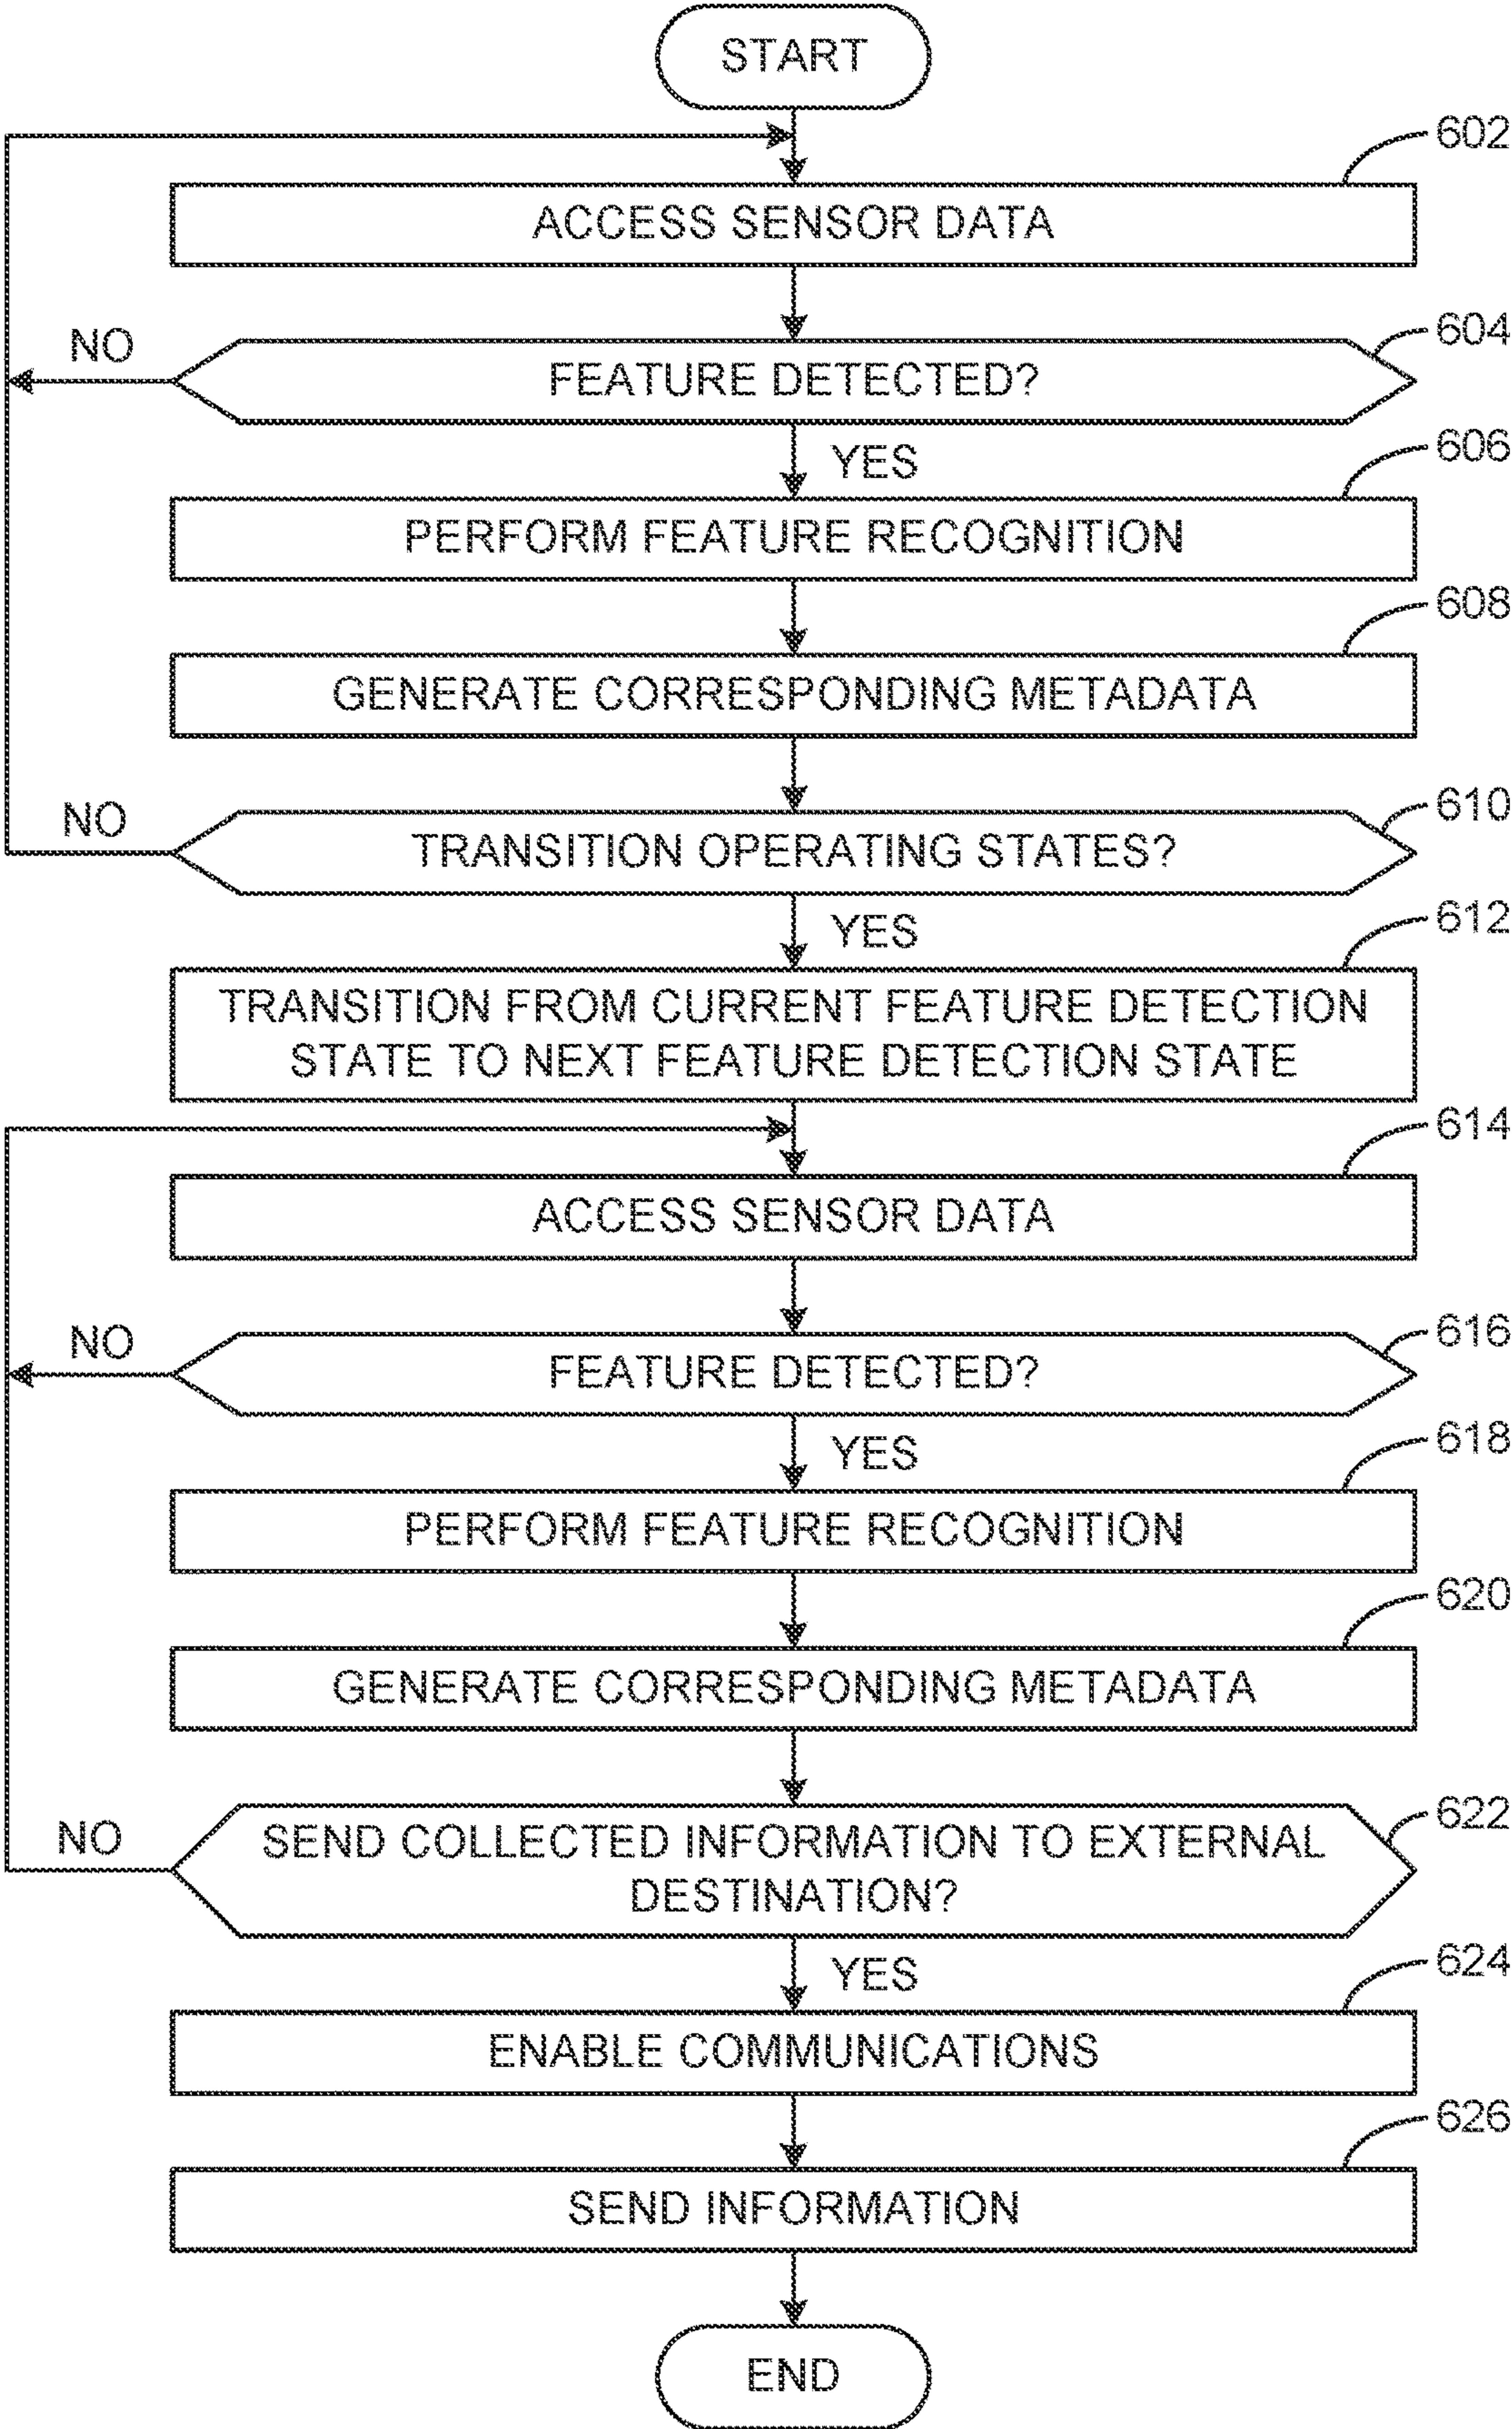 START
602
ACCESS SENSOR DATA
604
NO
FEATURE DETECTED?
YES
606
PERFORM FEATURE RECOGNITION
608
GENERATE CORRESPONDING METADATA
610
NO
TRANSITION OPERATING STATES?
YES
612
TRANSITION FROM CURRENT FEATURE DETECTION
STATE TO NEXT FEATURE DETECTION STATE
614
ACCESS SENSOR DATA
616
NO
FEATURE DETECTED?
YES
618
PERFORM FEATURE RECOGNITION
620
GENERATE CORRESPONDING METADATA
622
NO
SEND COLLECTED INFORMATION TO EXTERNAL
DESTINATION?
YES
624
ENABLE COMMUNICATIONS
626
SEND INFORMATION
END